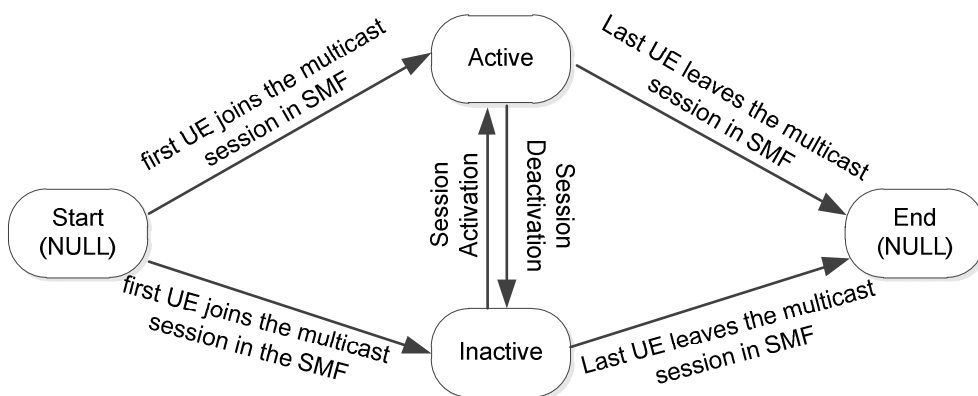 first UE joins the multicast
session in SMF
Active
Last UE leaves the multicast
session in SMF
Start
(NULL)
Session
Activation
Session
Deactivation
End
(NULL)
first UE joins the multicast
session in the SMF
Inactive
Last UE leaves the multicast
session in SMF